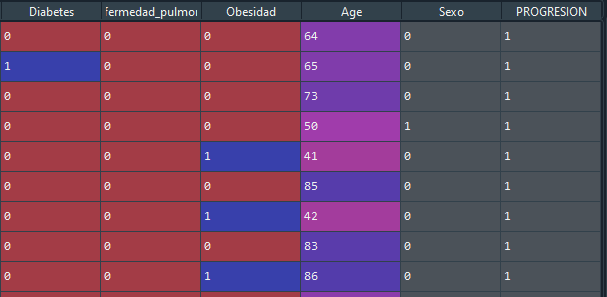 Diabetes fermedad_pulmo Obesidad Age Sexo PROGRESION
0 0 0 64 0 1
1 0 0 65 0 1
0 0 0 73 0 1
0 0 0 50 1 1
0 0 1 41 0 1
0 0 0 85 0 1
0 0 1 42 0 1
0 0 0 83 0 1
0 0 1 86 0 1